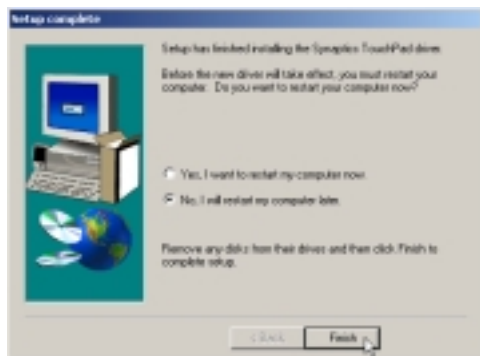 Setup complete
Setup has finished installing the Synaptics TouchPad driver.
Before the new driver will take effect, you must restart your
computer. Do you want to restart your computer now?
Yes, I want to restart my computer now.
No, I will restart my computer later.
Remove any disks from their drives and then click Finish to
complete setup.
< Back
Finish